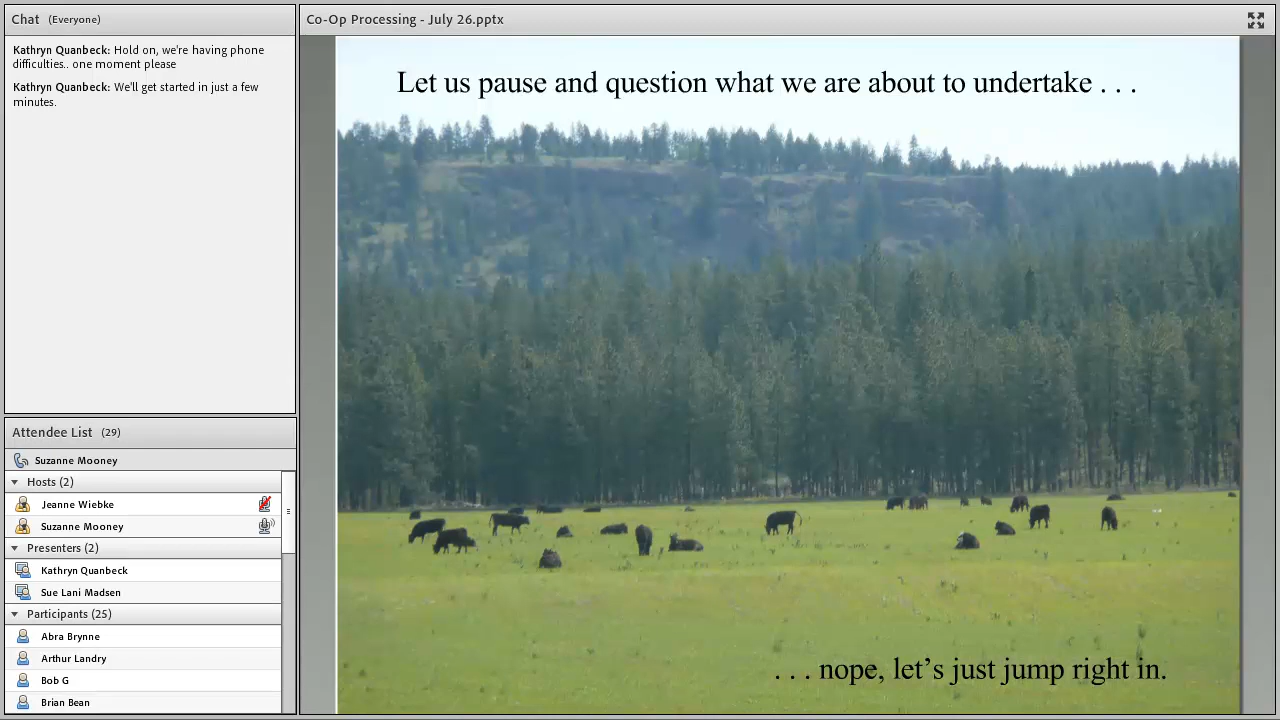 Chat (Everyone)
Kathryn Quanbeck: Hold on, we're having phone
difficulties.. one moment please
Kathryn Quanbeck: We'll get started in just a few
minutes.
Attendee List (29)
Suzanne Mooney
Hosts (2)
Jeanne Wiebke
Suzanne Mooney
Presenters (2)
Kathryn Quanbeck
Sue Lani Madsen
Participants (25)
Abra Brynne
Arthur Landry
Bob G
Brian Bean
Co-Op Processing - July 26.pptx
Let us pause and question what we are about to undertake . . .
. . . nope, let’s just jump right in.